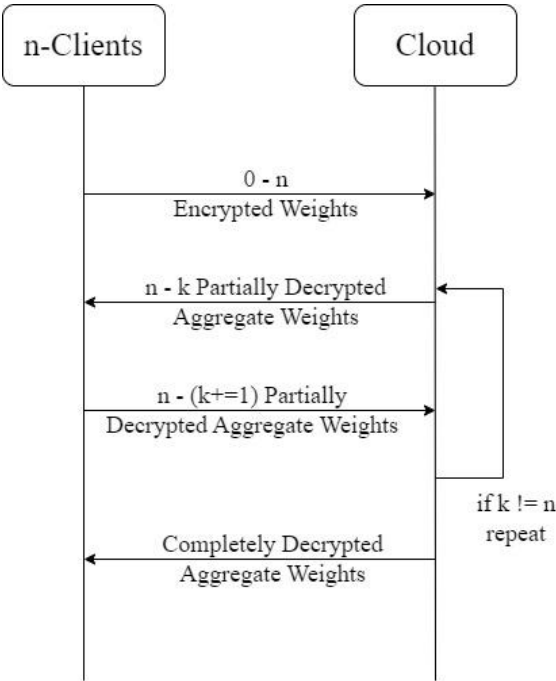 n-Clients
Cloud
0 - n
Encrypted Weights
n - k Partially Decrypted
Aggregate Weights
n - (k+=1) Partially
Decrypted Aggregate Weights
if k != n
repeat
Completely Decrypted
Aggregate Weights